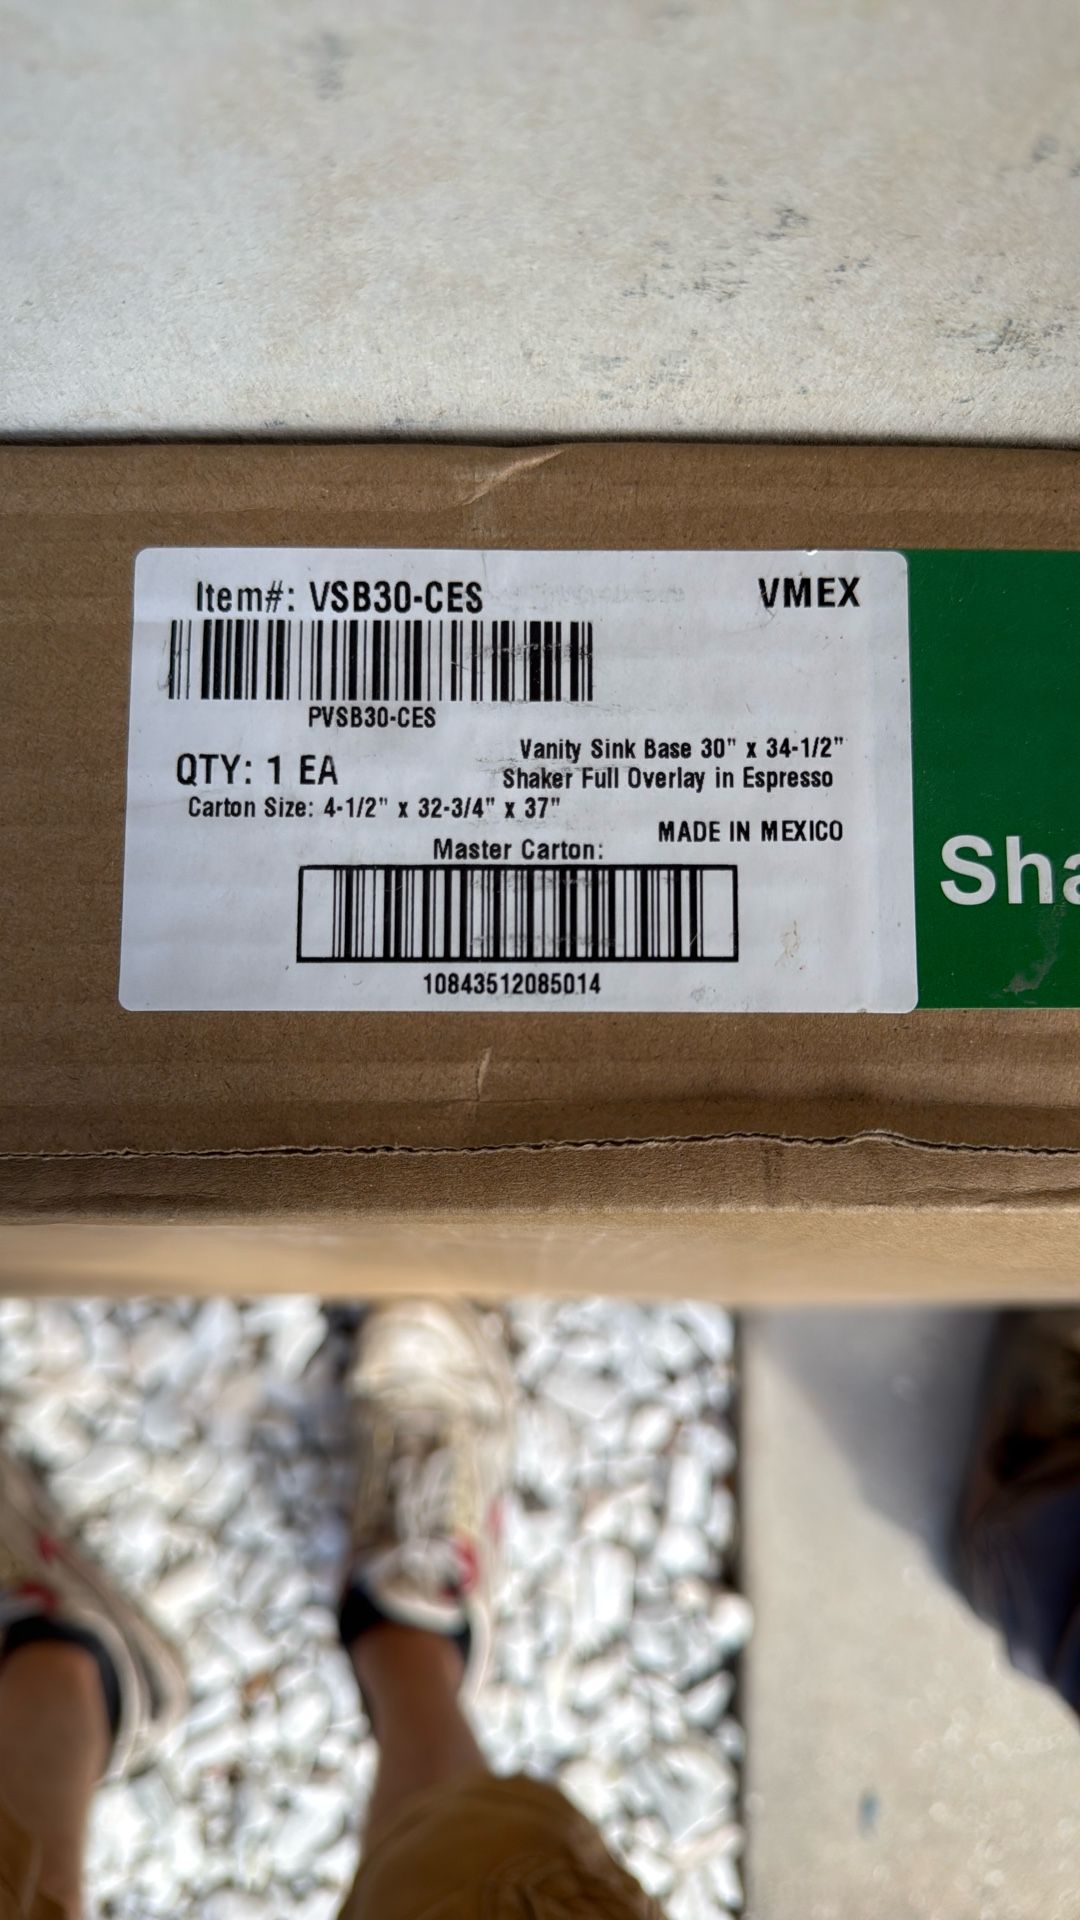 Item#: VSB30-CES
VMEX
PVSB30-CES
Vanity Sink Base 30" x 34-1/2"
QTY: 1 EA
Shaker Full Overlay in Espresso
Carton Size: 4-1/2" x 32-3/4" x 37"
MADE IN MEXICO
Master Carton:
10843512085014
Sha